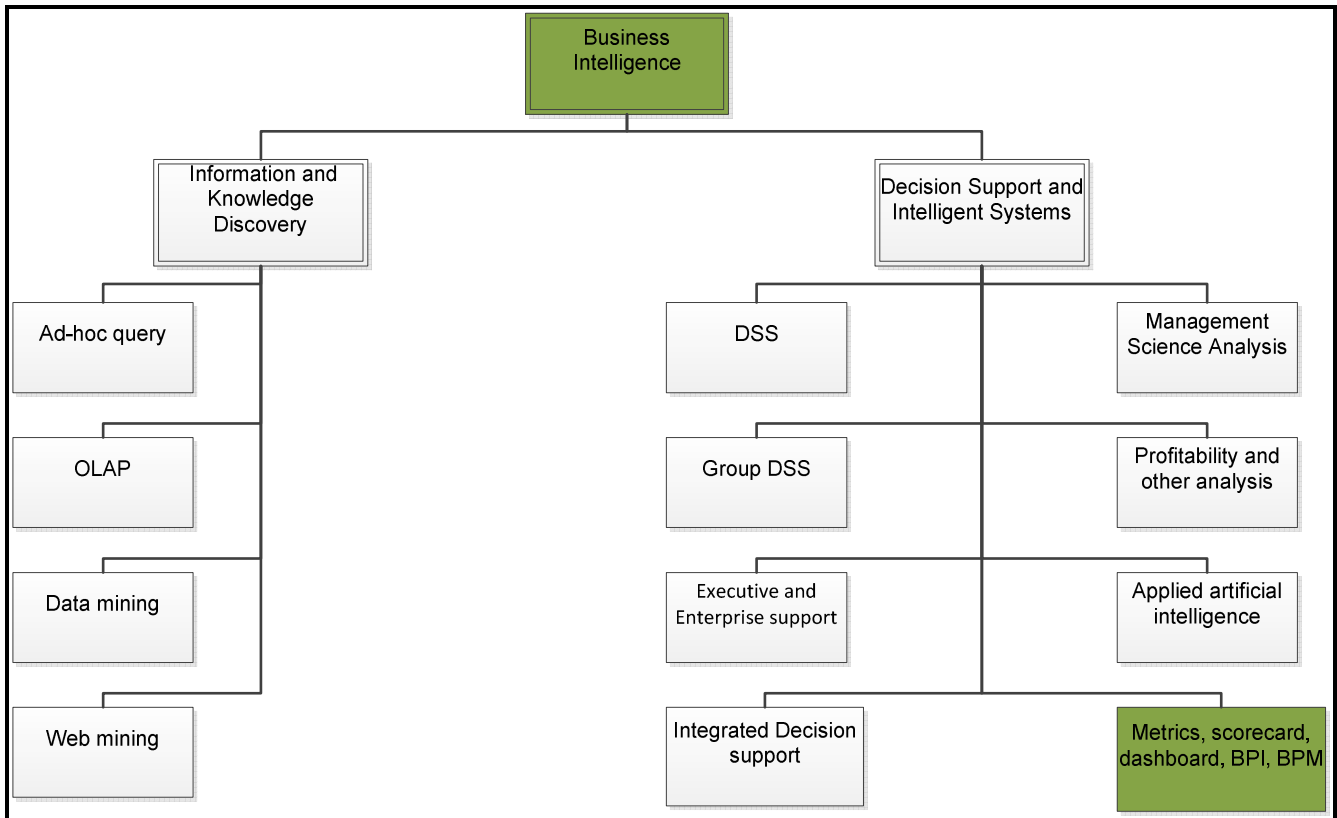 Business
Intelligence
Information and
Knowledge
Discovery
Decision Support and
Intelligent Systems
Ad-hoc query
DSS
Management
Science Analysis
OLAP
Group DSS
Profitability and
other analysis
Data mining
Executive and
Enterprise support
Applied artificial
intelligence
Web mining
Integrated Decision
support
Metrics, scorecard,
dashboard, BPI, BPM